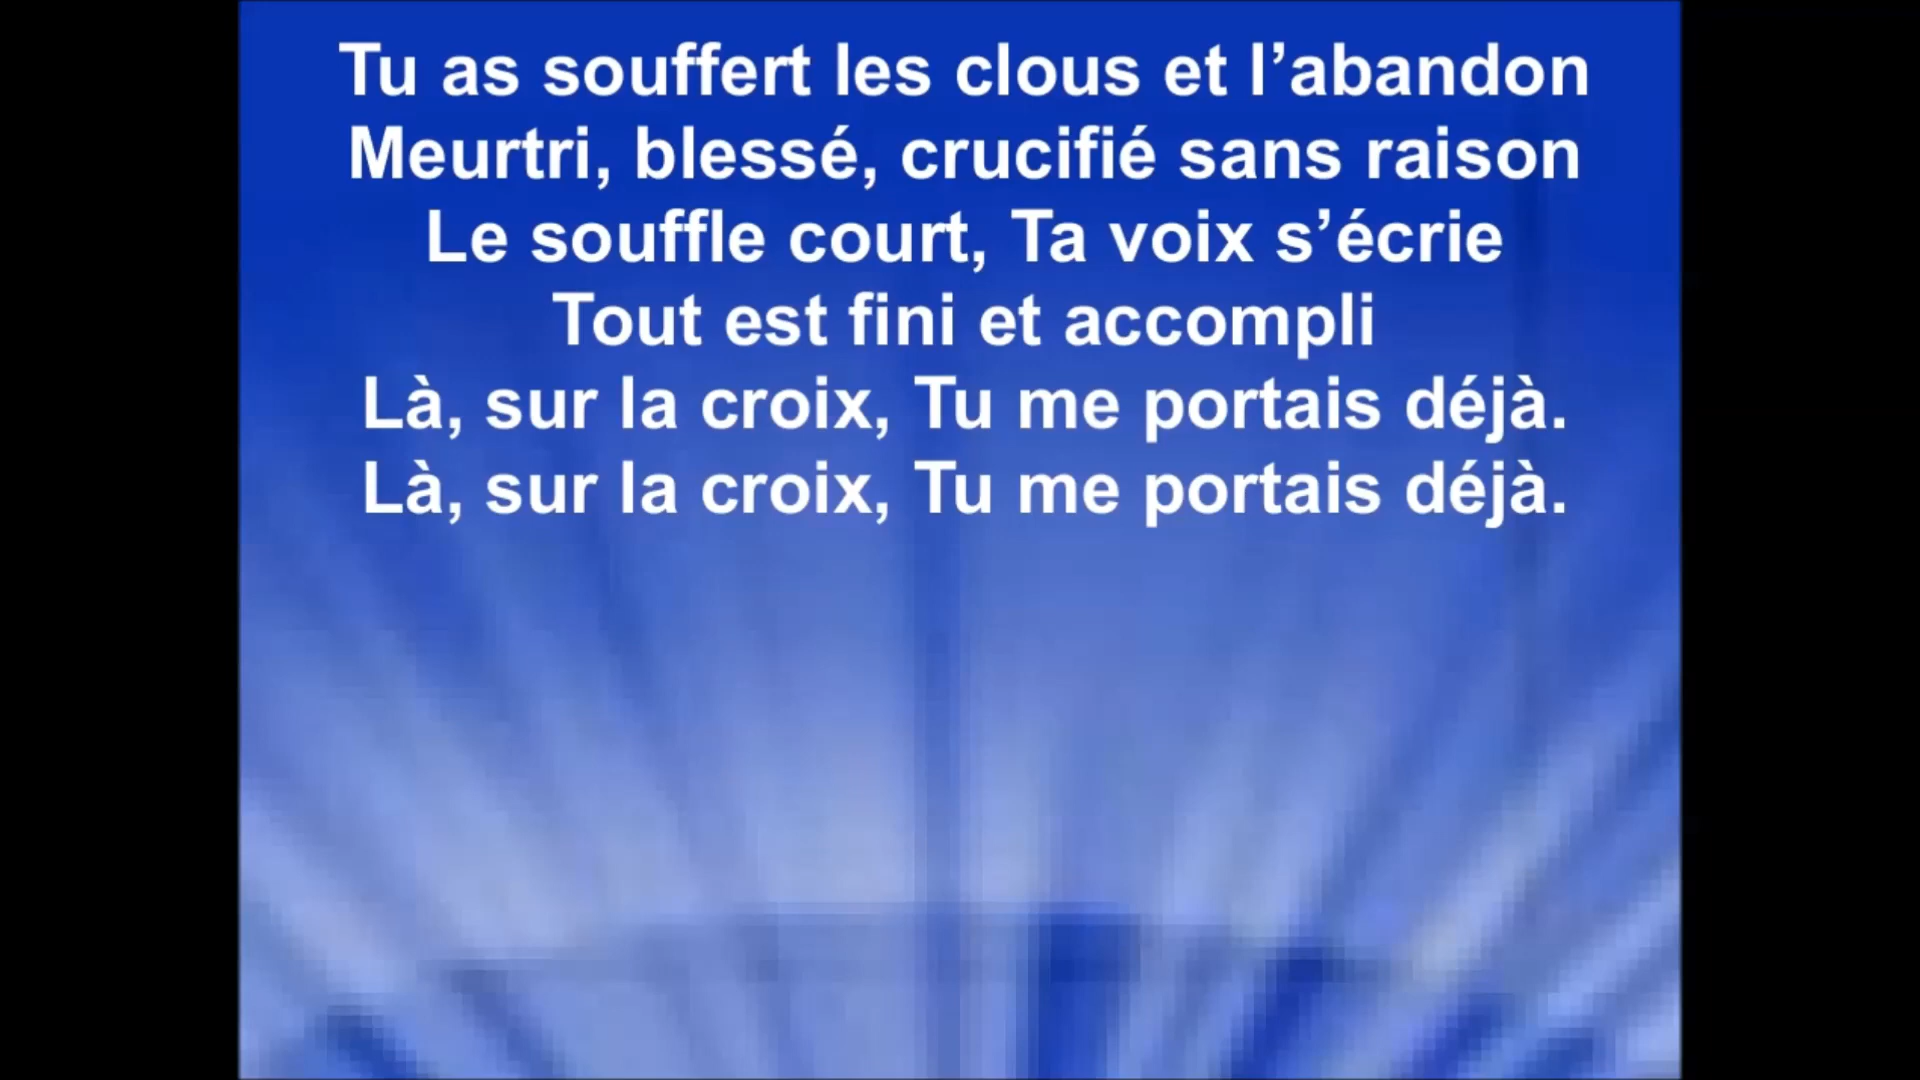 Tu as souffert les clous et l’abandon
Meurtri, blessé, crucifié sans raison
Le souffle court, Ta voix s’écrie
Tout est fini et accompli
Là, sur la croix, Tu me portais déjà.
Là, sur la croix, Tu me portais déjà.